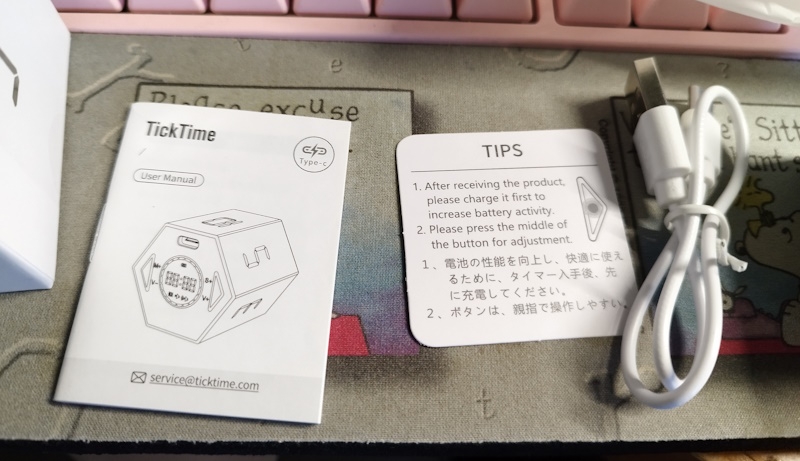 Please excuse
TickTime
Type-c
User Manual
service@ticktime.com
TIPS
1. After receiving the product,
please charge it first to
increase battery activity.
2. Please press the middle of
the button for adjustment.
1、電池の性能を向上し、快適に使え
るために、タイマー入手後、先
に充電してください。
2、ボタンは、親指で操作しやすい。
Sitt
e
t